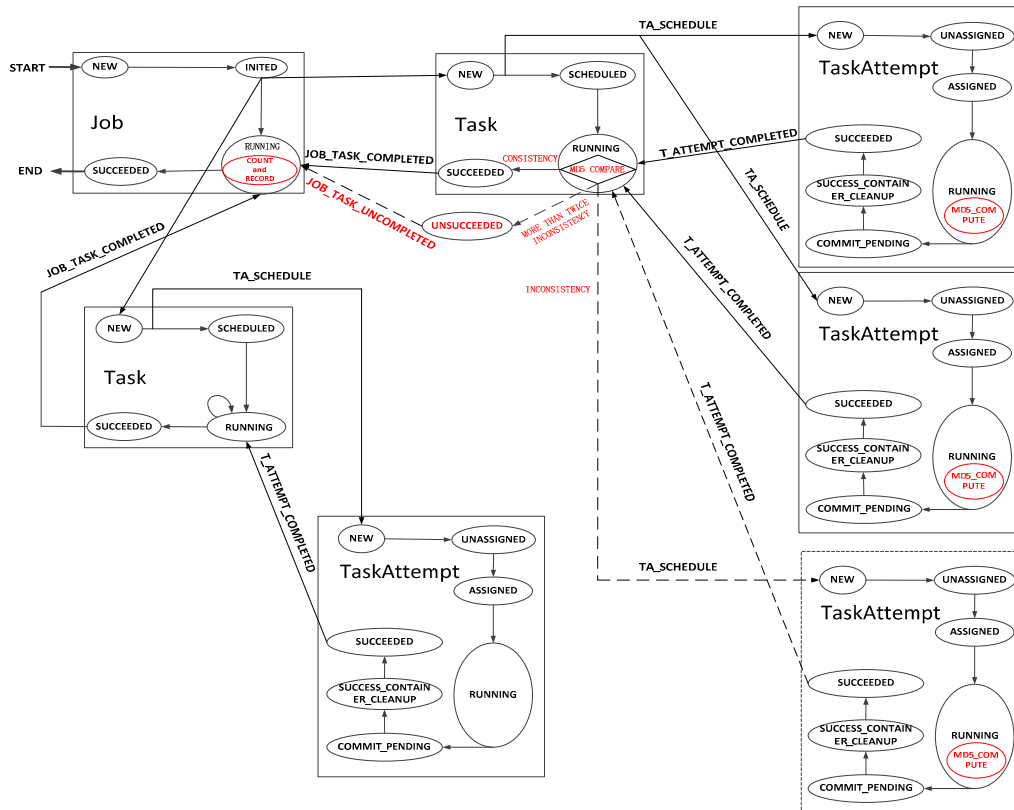 START
NEW
INITED
Job
RUNNING
COUNT
and
RECORD
SUCCEEDED
END
JOB_TASK_COMPLETED
JOB_TASK_UNCOMPLETED
JOB_TASK_COMPLETED
TA_SCHEDULE
NEW
SCHEDULED
Task
RUNNING
MD5 COMPARE
CONSISTENCY
SUCCEEDED
UNSUCCEEDED
MORE THAN TWICE
INCONSISTENCY
INCONSISTENCY
T_ATTEMPT_COMPLETED
TA_SCHEDULE
T_ATTEMPT_COMPLETED
T_ATTEMPT_COMPLETED
TA_SCHEDULE
NEW
UNASSIGNED
TaskAttempt
ASSIGNED
SUCCEEDED
SUCCESS_CONTAIN
ER_CLEANUP
RUNNING
MD5_COM
PUTE
COMMIT_PENDING
NEW
UNASSIGNED
TaskAttempt
ASSIGNED
SUCCEEDED
SUCCESS_CONTAIN
ER_CLEANUP
RUNNING
MD5_COM
PUTE
COMMIT_PENDING
NEW
UNASSIGNED
TaskAttempt
ASSIGNED
SUCCEEDED
SUCCESS_CONTAIN
ER_CLEANUP
RUNNING
MD5_COM
PUTE
COMMIT_PENDING
TA_SCHEDULE
NEW
SCHEDULED
Task
SUCCEEDED
RUNNING
T_ATTEMPT_COMPLETED
NEW
UNASSIGNED
TaskAttempt
ASSIGNED
SUCCEEDED
SUCCESS_CONTAIN
ER_CLEANUP
RUNNING
COMMIT_PENDING